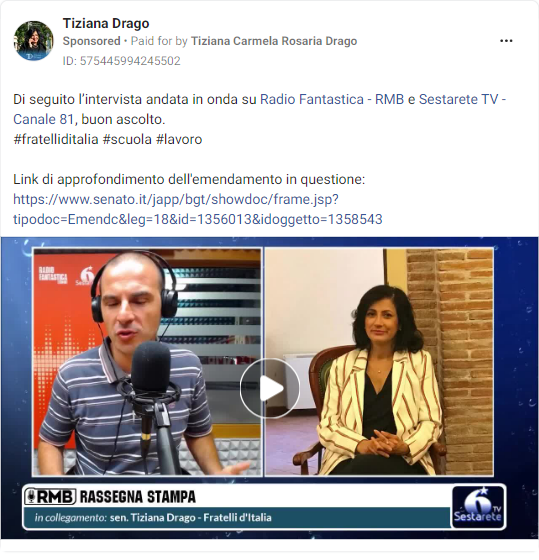 Tiziana Drago
Sponsored • Paid for by Tiziana Carmela Rosaria Drago
ID: 575445994245502
Di seguito l'intervista andata in onda su Radio Fantastica - RMB e Sestarete TV -
Canale 81, buon ascolto.
#fratelliditalia #scuola #lavoro
Link di approfondimento dell'emendamento in questione:
https://www.senato.it/japp/bgt/showdoc/frame.jsp?
tipodoc=Emendc&leg=18&id=1356013&idoggetto=1358543
RADIO
FANTASTICA
6
Sestarete
RMB RASSEGNA STAMPA
in collegamento: sen. Tiziana Drago - Fratelli d'Italia
6 TV
Sestarete